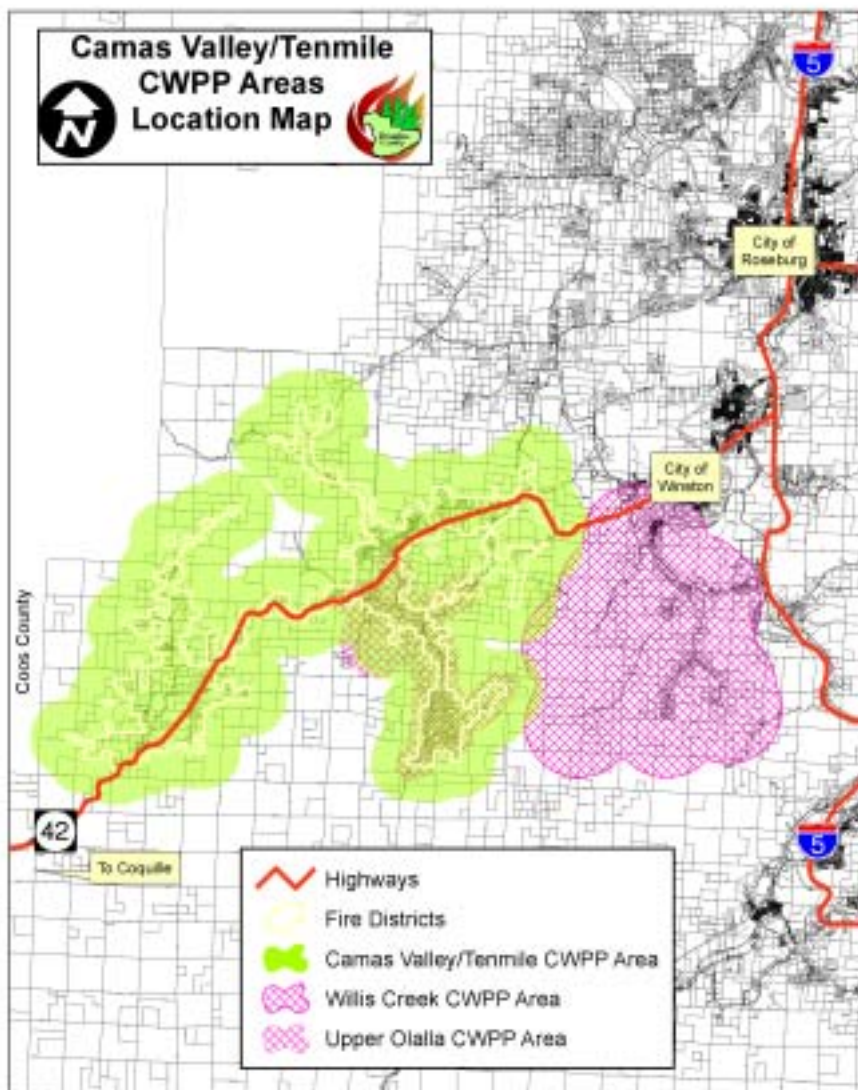 Camas Valley/Tenmile
CWPP Areas
Location Map
N
5
City of
Roseburg
City of
Winston
Coos County
42
To Coquille
5
Highways
Fire Districts
Camas Valley/Tenmile CWPP Area
Willis Creek CWPP Area
Upper Olalla CWPP Area